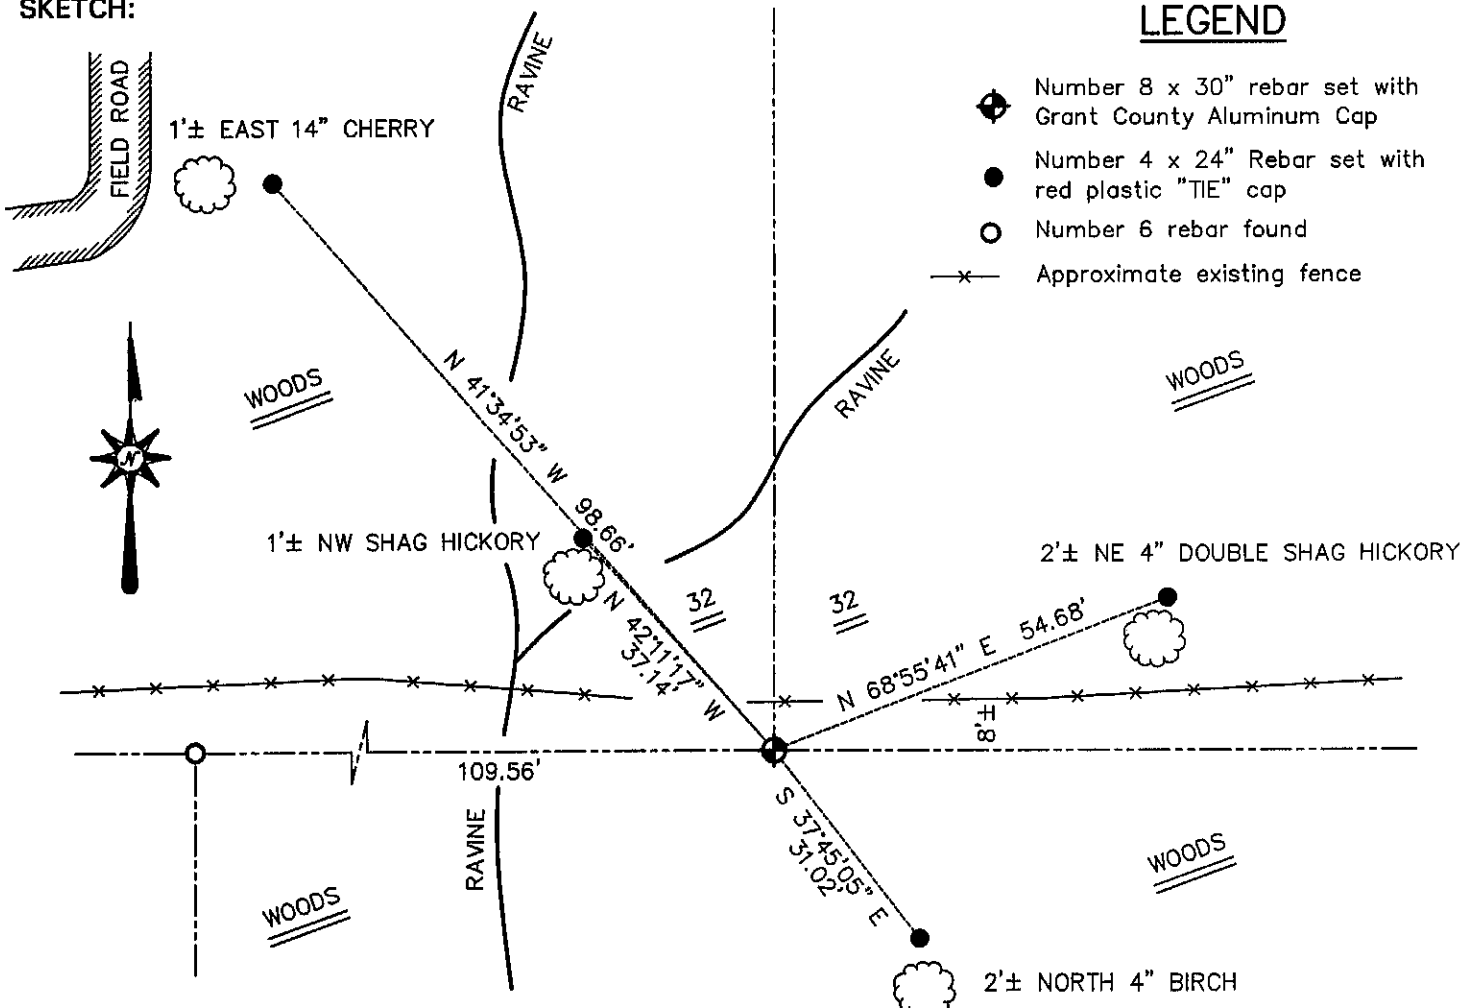 SKETCH:
LEGEND
Number 8 x 30" rebar set with
Grant County Aluminum Cap
Number 4 x 24" Rebar set with
red plastic "TIE" cap
Number 6 rebar found
Approximate existing fence
FIELD ROAD
1'± EAST 14" CHERRY
RAVINE
N 41°34'53" W 98.66'
WOODS
RAVINE
WOODS
N
1'± NW SHAG HICKORY
N 42°11'17" W
37.14'
32
32
2'± NE 4" DOUBLE SHAG HICKORY
N 68°55'41" E 54.68'
8'±
109.56'
RAVINE
S 37°45'05" E
31.02'
WOODS
WOODS
2'± NORTH 4" BIRCH